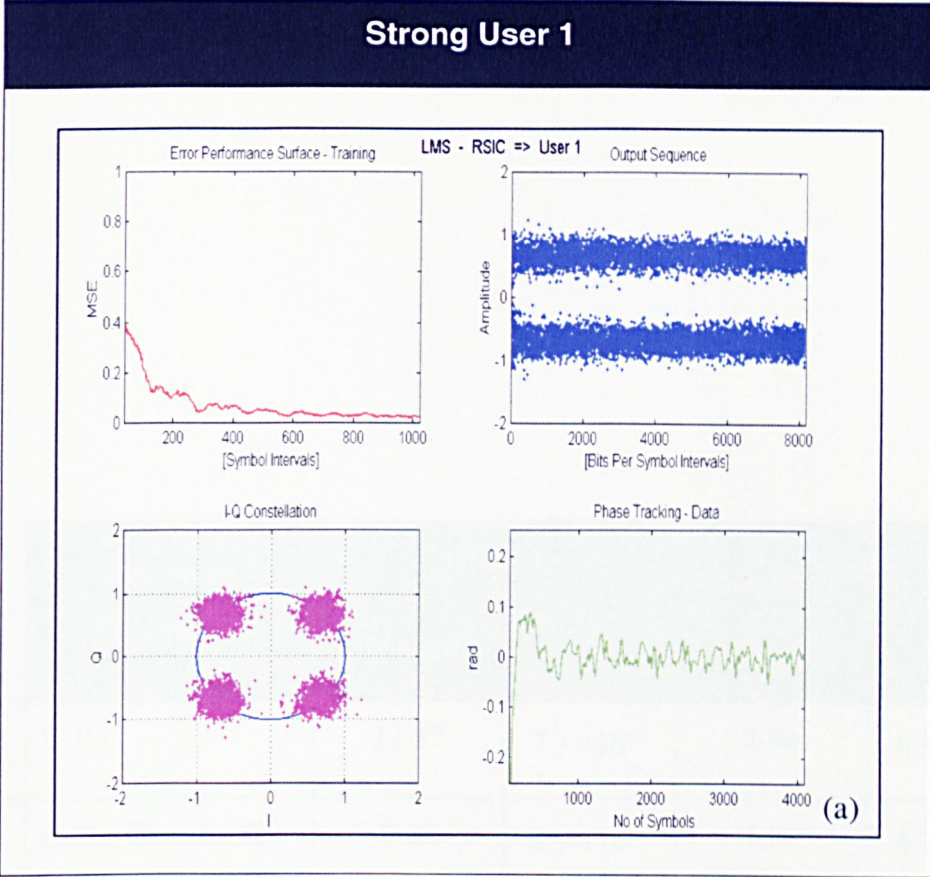 Strong User 1
LMS - RSIC => User 1
Error Performance Surface - Training
1
0.8
0.6
0.4
0.2
0
MSE
200 400 600 800 1000
[Symbol Intervals]
Output Sequence
2
1
0
-1
-2
Amplitude
0 2000 4000 6000 8000
[Bits Per Symbol Intervals]
I-Q Constellation
2
1
0
-1
-2
Q
-2 -1 0 1 2
I
Phase Tracking - Data
0.2
0.1
0
-0.1
-0.2
rad
1000 2000 3000 4000
No of Symbols
(a)